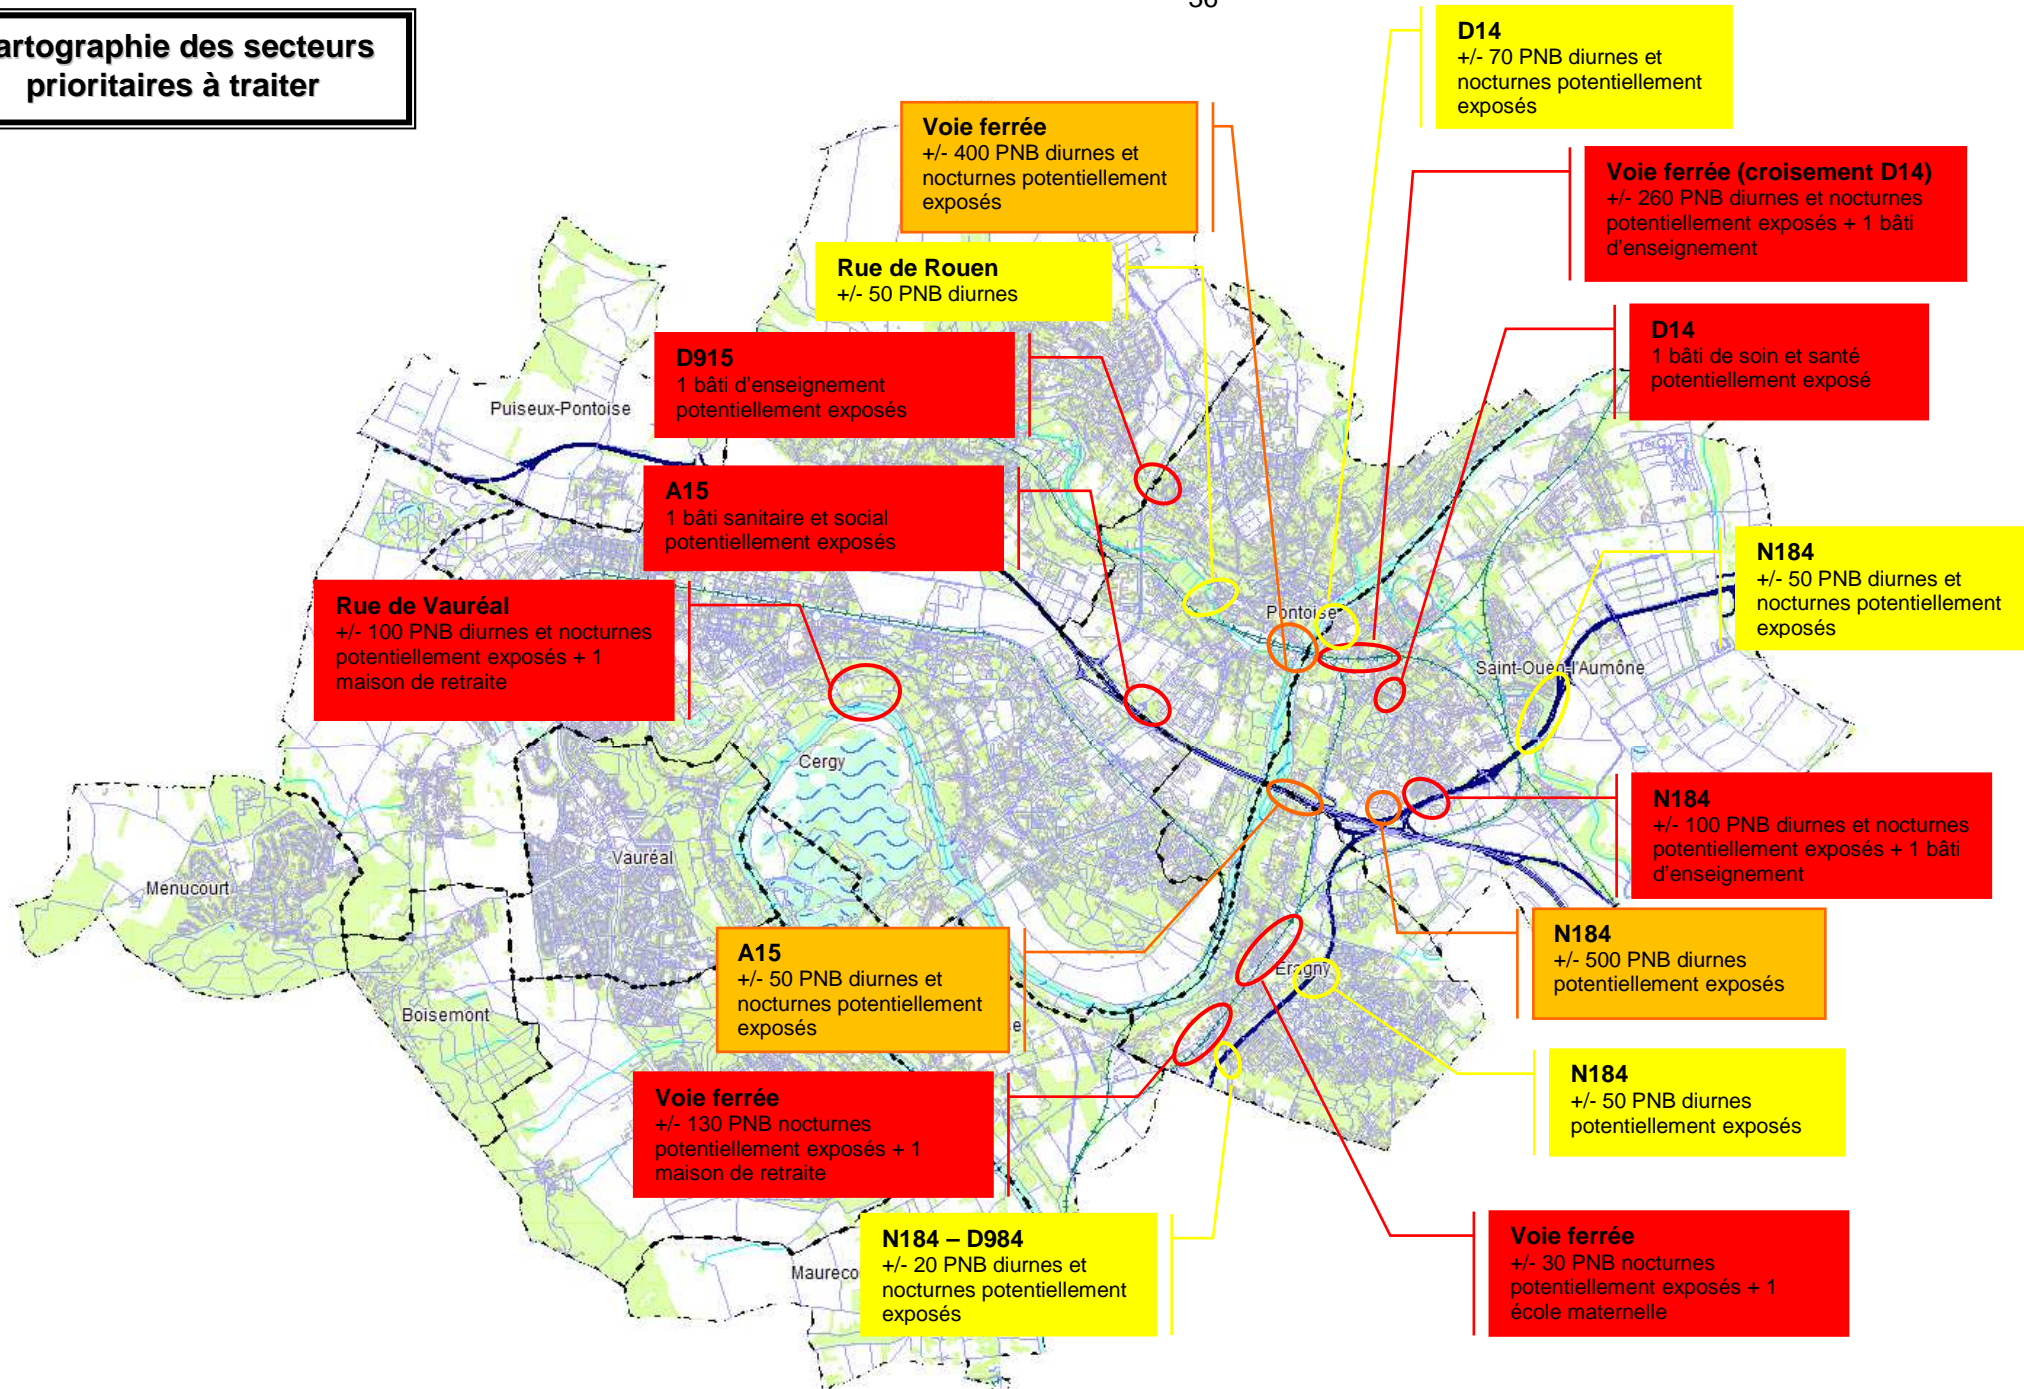 56
artographie des secteurs
prioritaires à traiter
D14
+/- 70 PNB diurnes et
nocturnes potentiellement
exposés
Voie ferrée
+/- 400 PNB diurnes et
nocturnes potentiellement
exposés
Voie ferrée (croisement D14)
+/- 260 PNB diurnes et nocturnes
potentiellement exposés + 1 bâti
d'enseignement
Rue de Rouen
+/- 50 PNB diurnes
D14
1 bâti de soin et santé
potentiellement exposé
D915
1 bâti d'enseignement
potentiellement exposés
Puiseux-Pontoise
A15
1 bâti sanitaire et social
potentiellement exposés
N184
+/- 50 PNB diurnes et
nocturnes potentiellement
exposés
Rue de Vauréal
+/- 100 PNB diurnes et nocturnes
potentiellement exposés + 1
maison de retraite
Pontoise
Saint-Ouen-l'Aumône
Cergy
N184
+/- 100 PNB diurnes et nocturnes
potentiellement exposés + 1 bâti
d'enseignement
Vauréal
Menucourt
N184
+/- 500 PNB diurnes
potentiellement exposés
A15
+/- 50 PNB diurnes et
nocturnes potentiellement
exposés
Eragny
Boisemont
se
N184
+/- 50 PNB diurnes
potentiellement exposés
Voie ferrée
+/- 130 PNB nocturnes
potentiellement exposés + 1
maison de retraite
N184 – D984
+/- 20 PNB diurnes et
nocturnes potentiellement
exposés
Maureco
Voie ferrée
+/- 30 PNB nocturnes
potentiellement exposés + 1
école maternelle